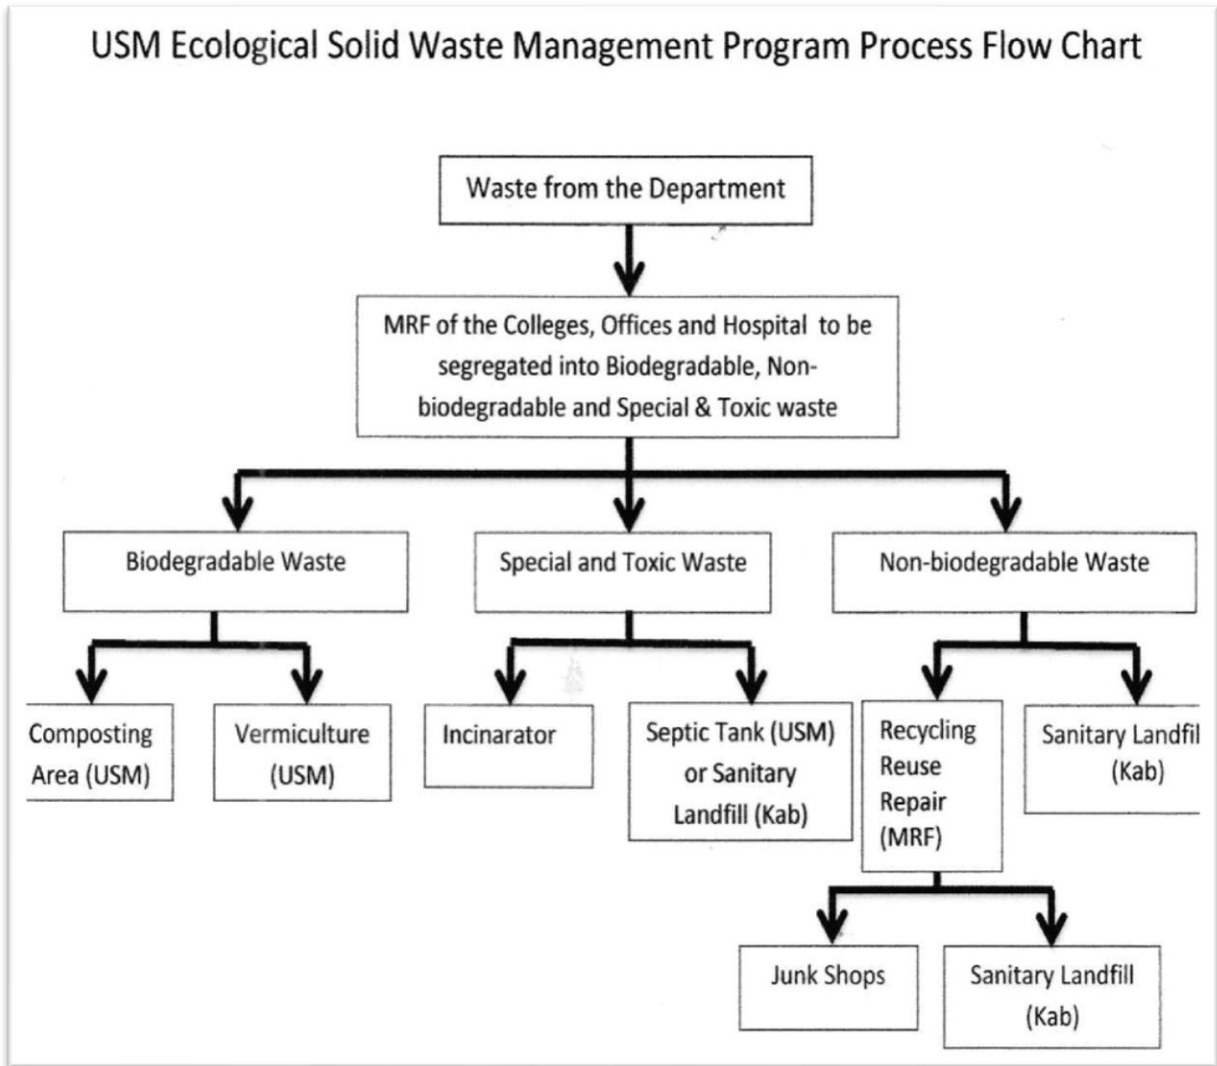 USM Ecological Solid Waste Management Program Process Flow Chart
Waste from the Department
MRF of the Colleges, Offices and Hospital to be
segregated into Biodegradable, Non-
biodegradable and Special & Toxic waste
Biodegradable Waste
Special and Toxic Waste
Non-biodegradable Waste
Composting
Area (USM)
Vermiculture
(USM)
Incinarator
Septic Tank (USM)
or Sanitary
Landfill (Kab)
Recycling
Reuse
Repair
(MRF)
Sanitary Landfil
(Kab)
Junk Shops
Sanitary Landfill
(Kab)